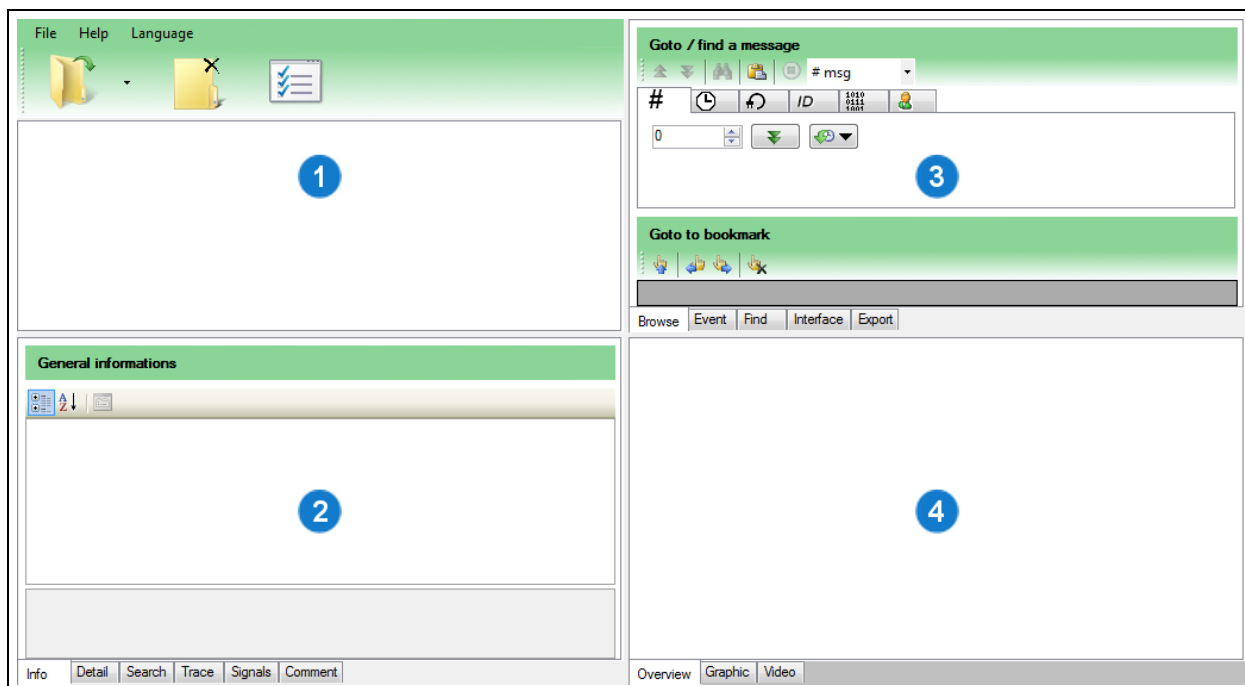 File Help Language
1
Goto / find a message
# msg
# ID 1010 0111 1001
0
3
Goto to bookmark
Browse Event Find Interface Export
General informations
A Z
2
Info Detail Search Trace Signals Comment
4
Overview Graphic Video